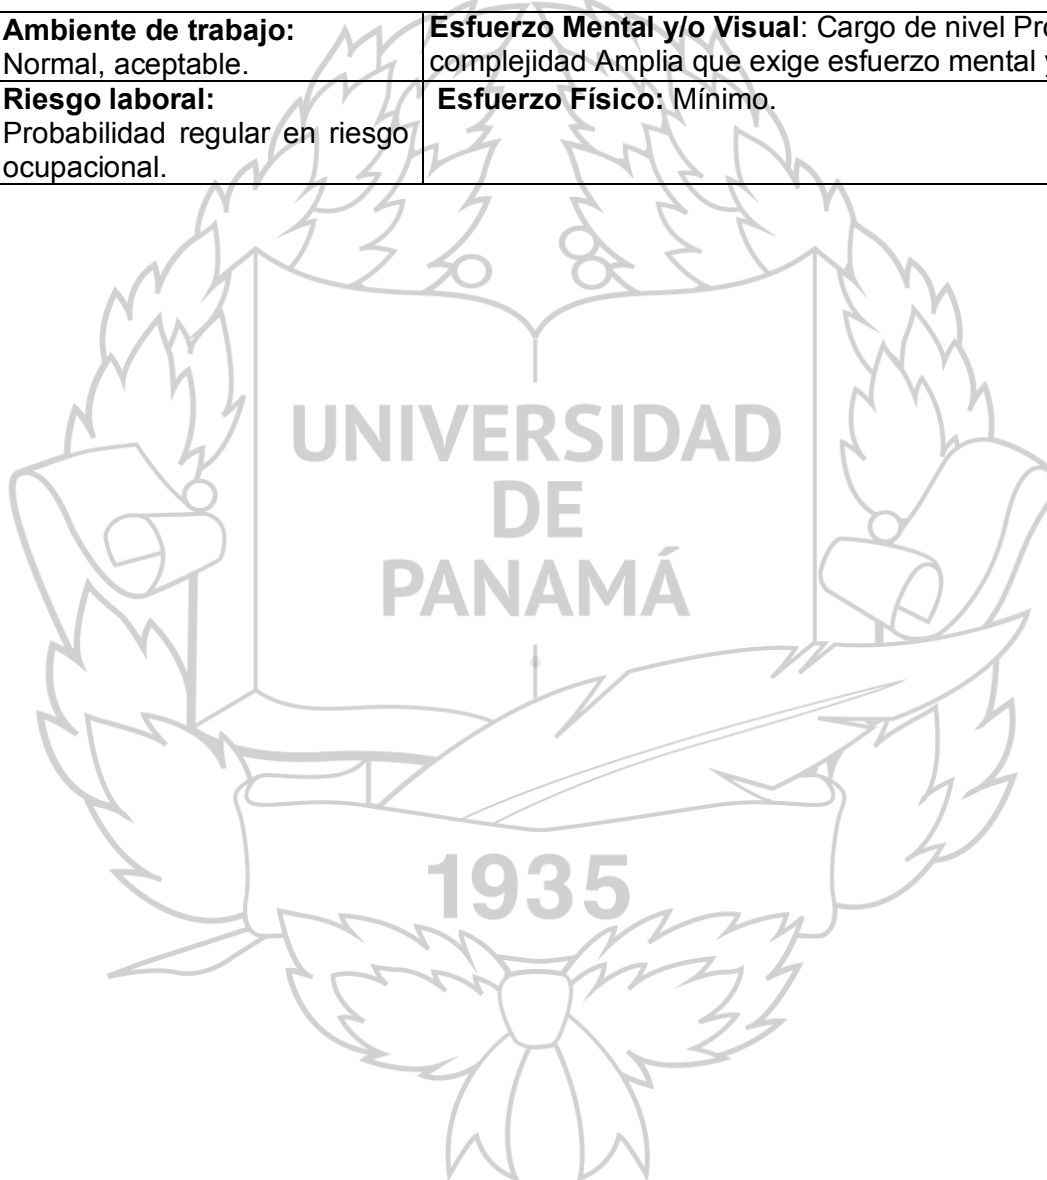 Ambiente de trabajo:
Normal, aceptable.
Esfuerzo Mental y/o Visual: Cargo de nivel
complejidad Amplia que exige esfuerzo mental
Riesgo laboral:
Probabilidad regular en riesgo
ocupacional.
Esfuerzo Físico: Mínimo.
UNIVERSIDAD
DE
PANAMÁ
1935